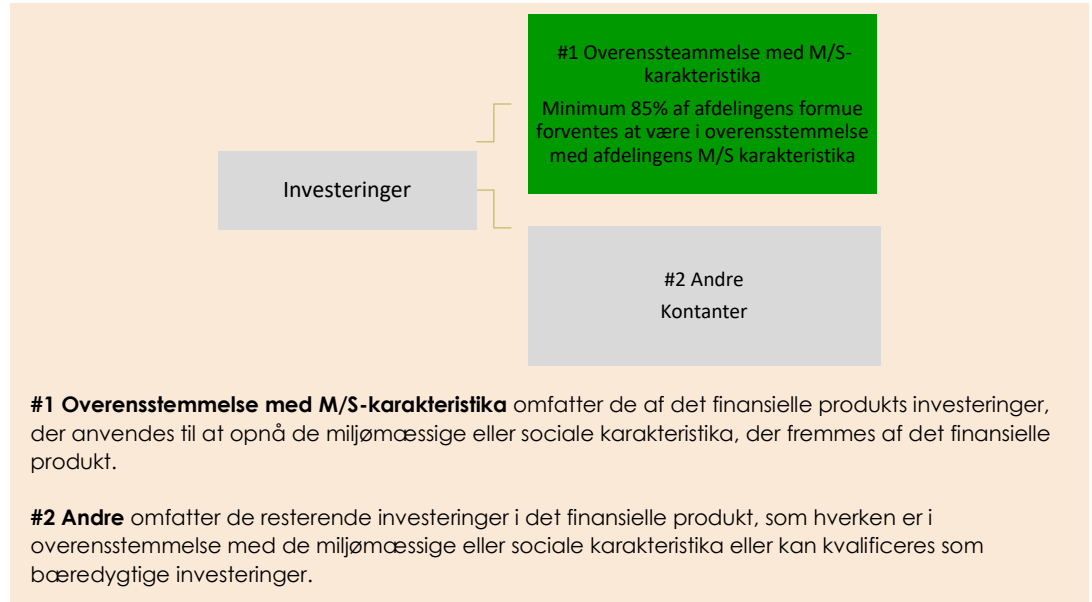 #1 Overenssteammelse med M/S-
karakteristika
Minimum 85% af afdelingens formue
forventes at være i overensstemmelse
med afdelingens M/S karakteristika
Investeringer
#2 Andre
Kontanter
#1 Overensstemmelse med M/S-karakteristika omfatter de af det finansielle produkts investeringer,
der anvendes til at opnå de miljømæssige eller sociale karakteristika, der fremmes af det finansielle
produkt.
#2 Andre omfatter de resterende investeringer i det finansielle produkt, som hverken er i
overensstemmelse med de miljømæssige eller sociale karakteristika eller kan kvalificeres som
bæredygtige investeringer.